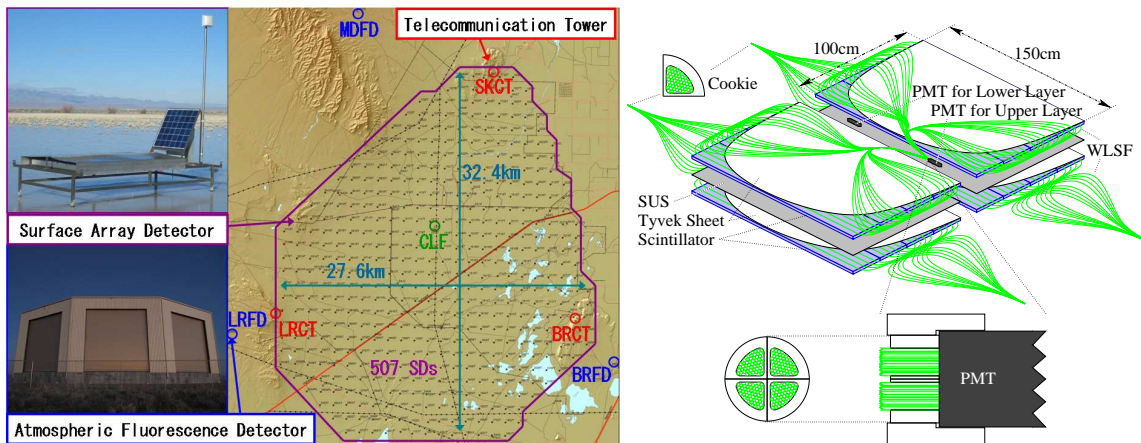 Surface Array Detector
Atmospheric Fluorescence Detector
MDFD
Telecommunication Tower
SKCT
32.4km
CLF
27.6km
LRFD
LRCT
BRCT
BRFD
507 SDs
100cm
150cm
Cookie
PMT for Lower Layer
PMT for Upper Layer
WLSF
SUS
Tyvek Sheet
Scintillator
PMT